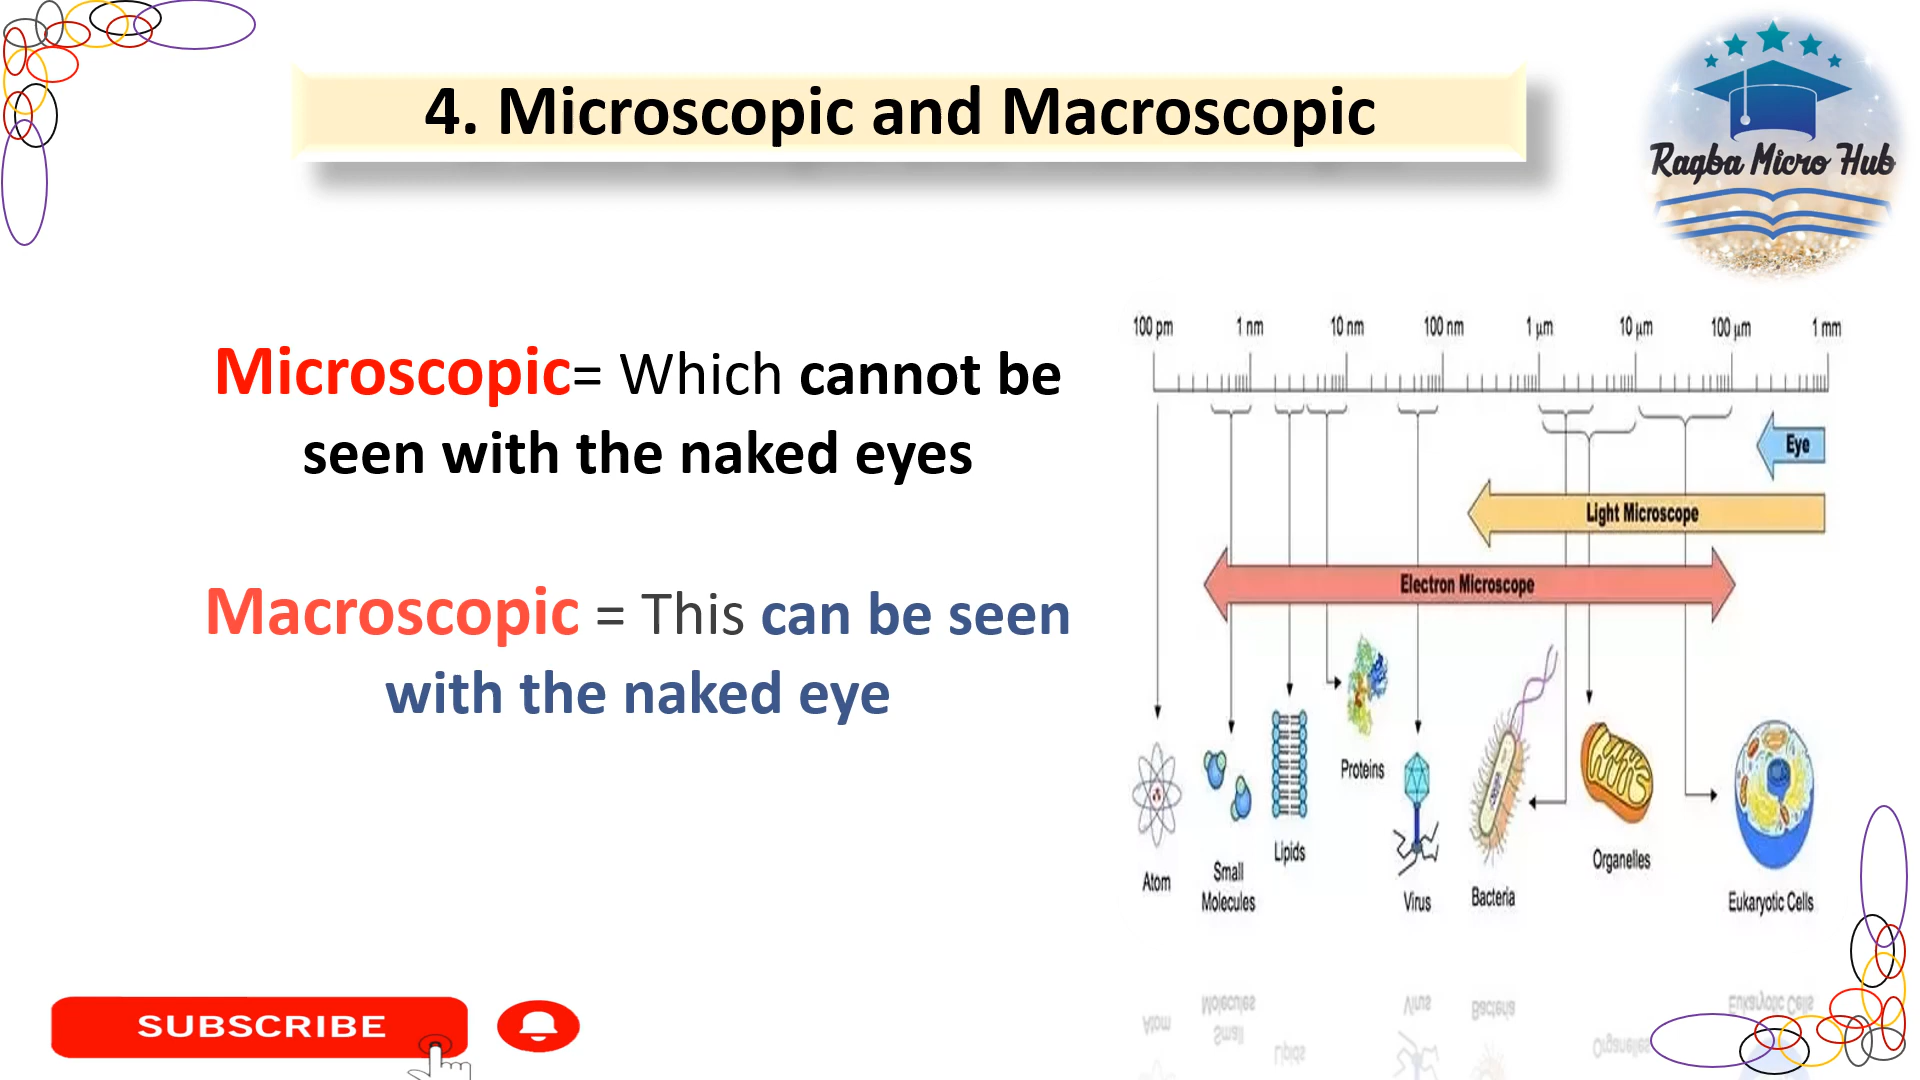 4. Microscopic and Macroscopic
Ragba Micro Hub
Microscopic= Which cannot be
seen with the naked eyes
Macroscopic = This can be seen
with the naked eye
100 pm 1 nm 10 nm 100 nm 1 µm 10 µm 100 µm 1 mm
Eye
Light Microscope
Electron Microscope
Proteins
Lipids
Organelles
Atom
Small
Molecules
Virus
Bacteria
Eukaryotic Cells
SUBSCRIBE